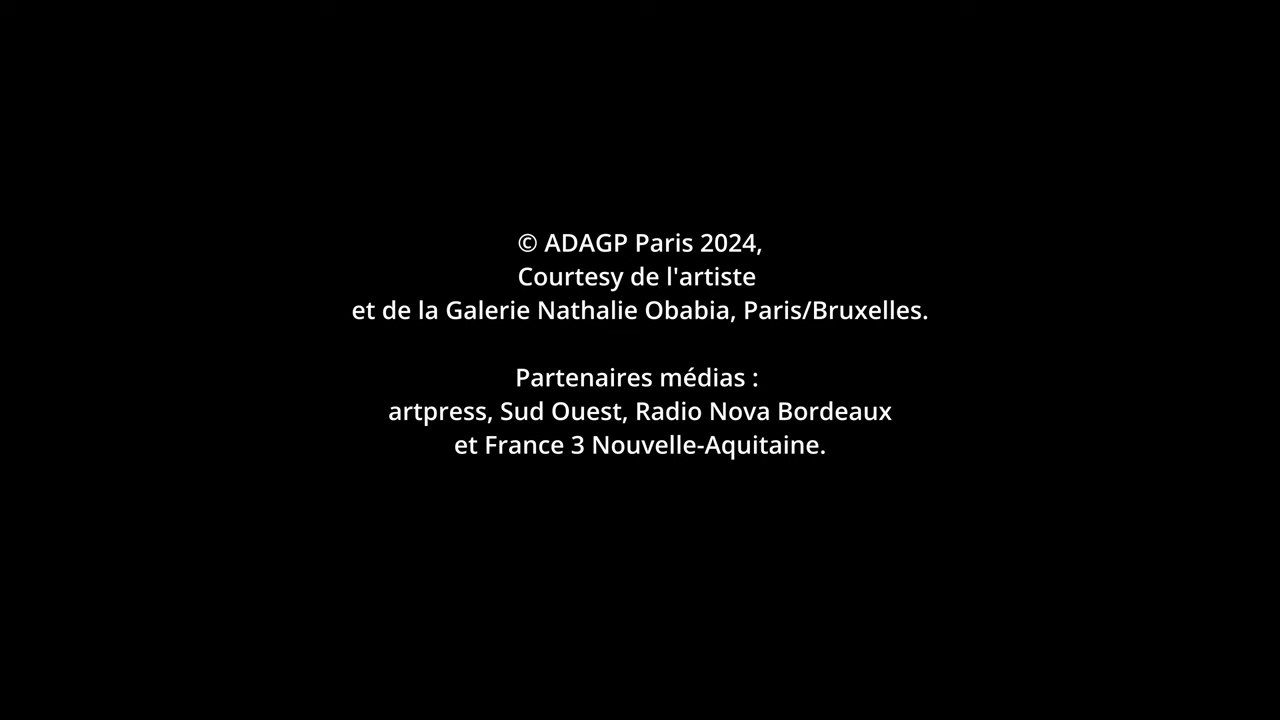 © ADAGP Paris 2024,
Courtesy de l'artiste
et de la Galerie Nathalie Obabia, Paris/Bruxelles.
Partenaires médias :
artpress, Sud Ouest, Radio Nova Bordeaux
et France 3 Nouvelle-Aquitaine.